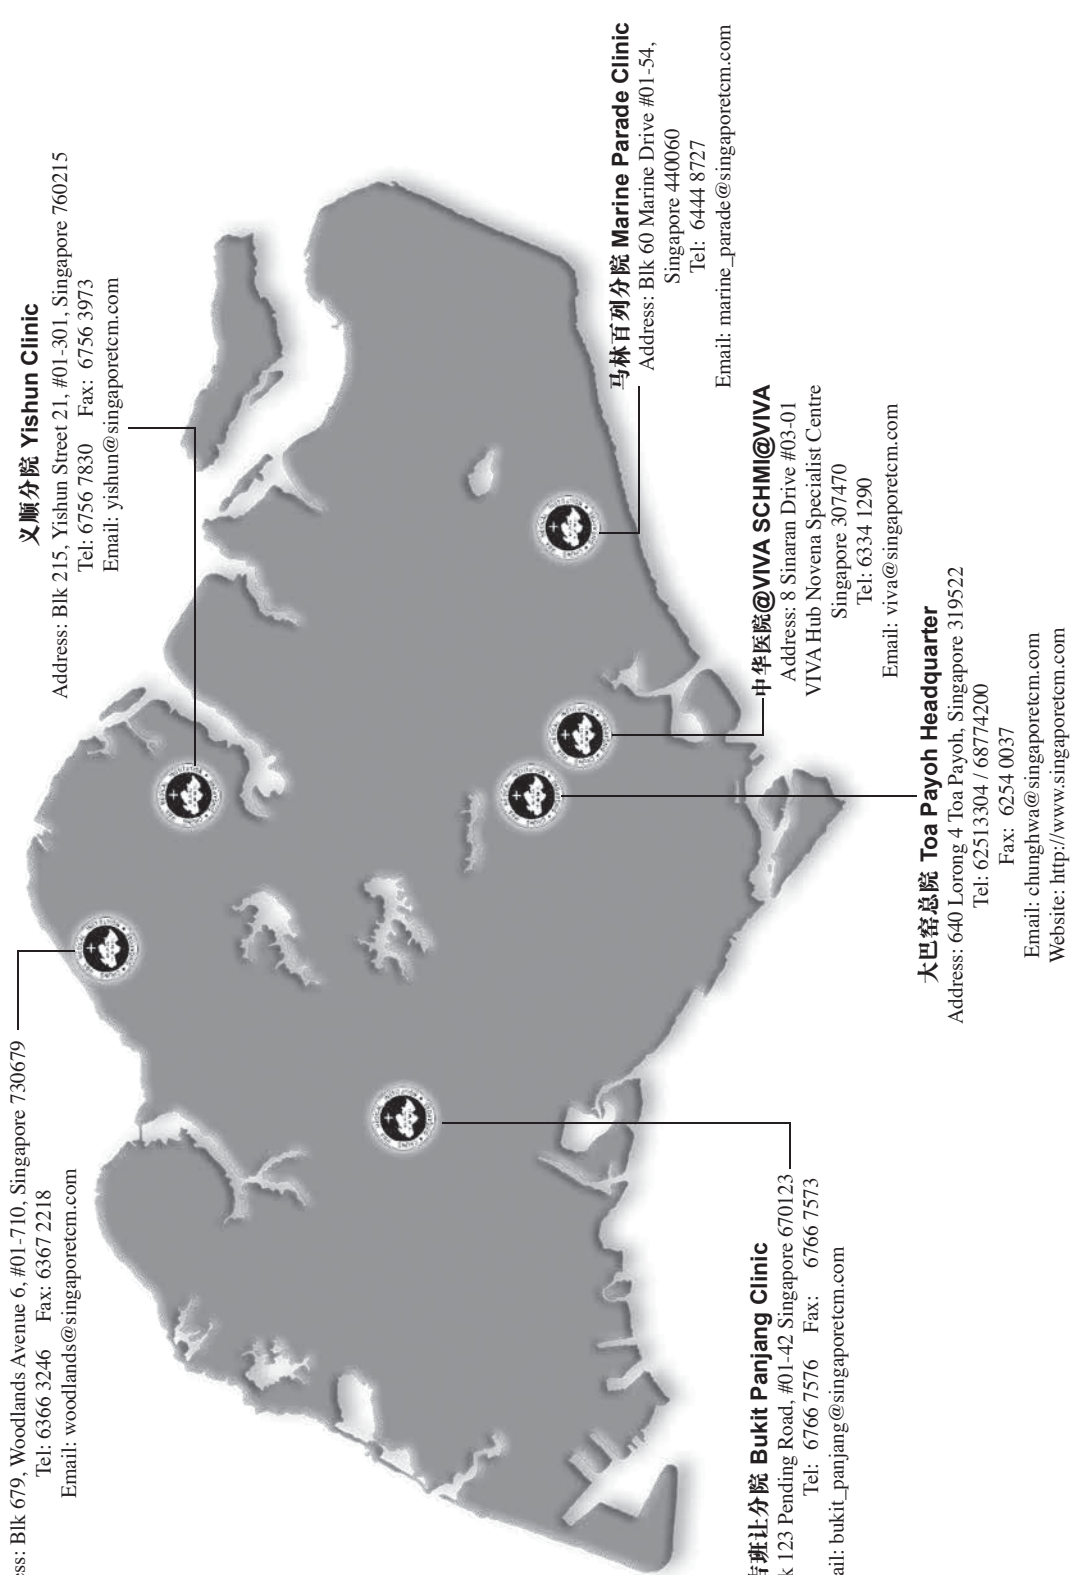 ess: Blk 679, Woodlands Avenue 6, #01-710, Singapore 730679
Tel: 6366 3246 Fax: 6367 2218
Email: woodlands@singaporetcm.com
义顺分院 Yishun Clinic
Address: Blk 215, Yishun Street 21, #01-301, Singapore 760215
Tel: 6756 7830 Fax: 6756 3973
Email: yishun@singaporetcm.com
马林百列分院 Marine Parade Clinic
Address: Blk 60 Marine Drive #01-54,
Singapore 440060
Tel: 6444 8727
Email: marine_parade@singaporetcm.com
中华医院@VIVA SCHMI@VIVA
Address: 8 Sinaran Drive #03-01
VIVA Hub Novena Specialist Centre
Singapore 307470
Tel: 6334 1290
Email: viva@singaporetcm.com
大巴窑总院 Toa Payoh Headquarter
Address: 640 Lorong 4 Toa Payoh, Singapore 319522
Tel: 62513304 / 68774200
Fax: 6254 0037
Email: chunghwa@singaporetcm.com
Website: http://www.singaporetcm.com
吉班让分院 Bukit Panjang Clinic
k 123 Pending Road, #01-42 Singapore 670123
Tel: 6766 7576 Fax: 6766 7573
ail: bukit_panjang@singaporetcm.com